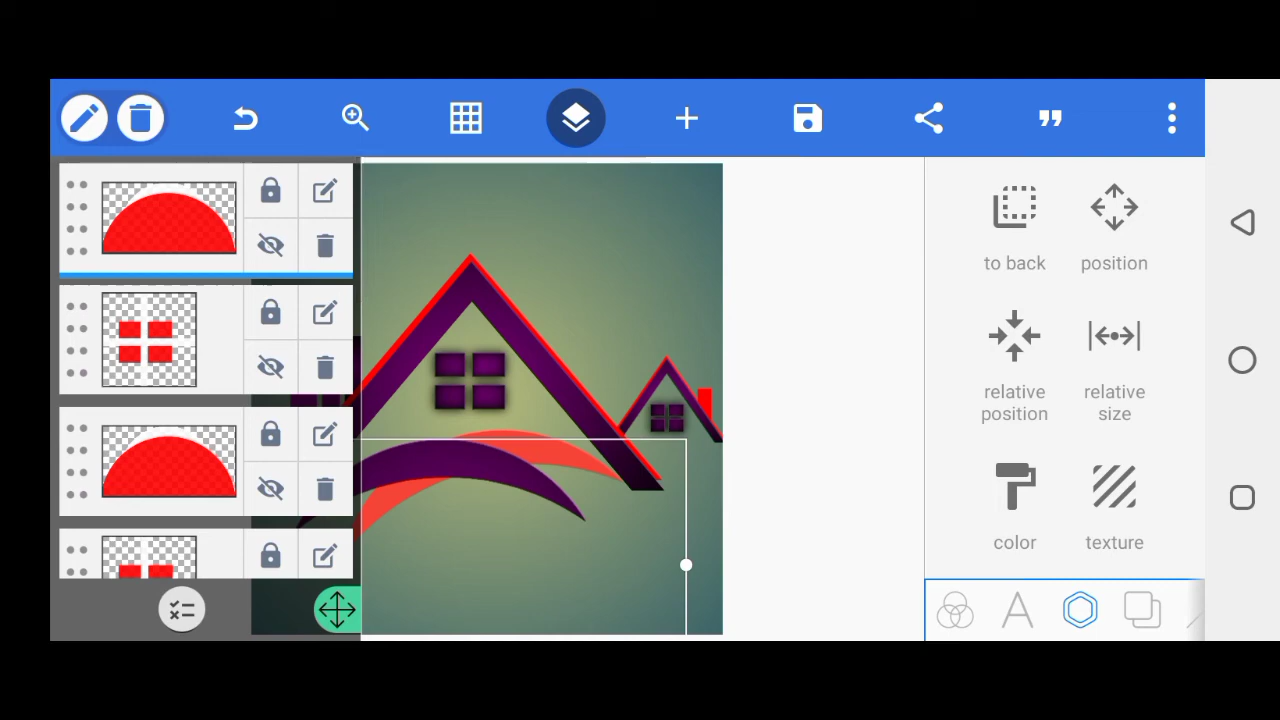 to back
position
relative
position
relative
size
color
texture